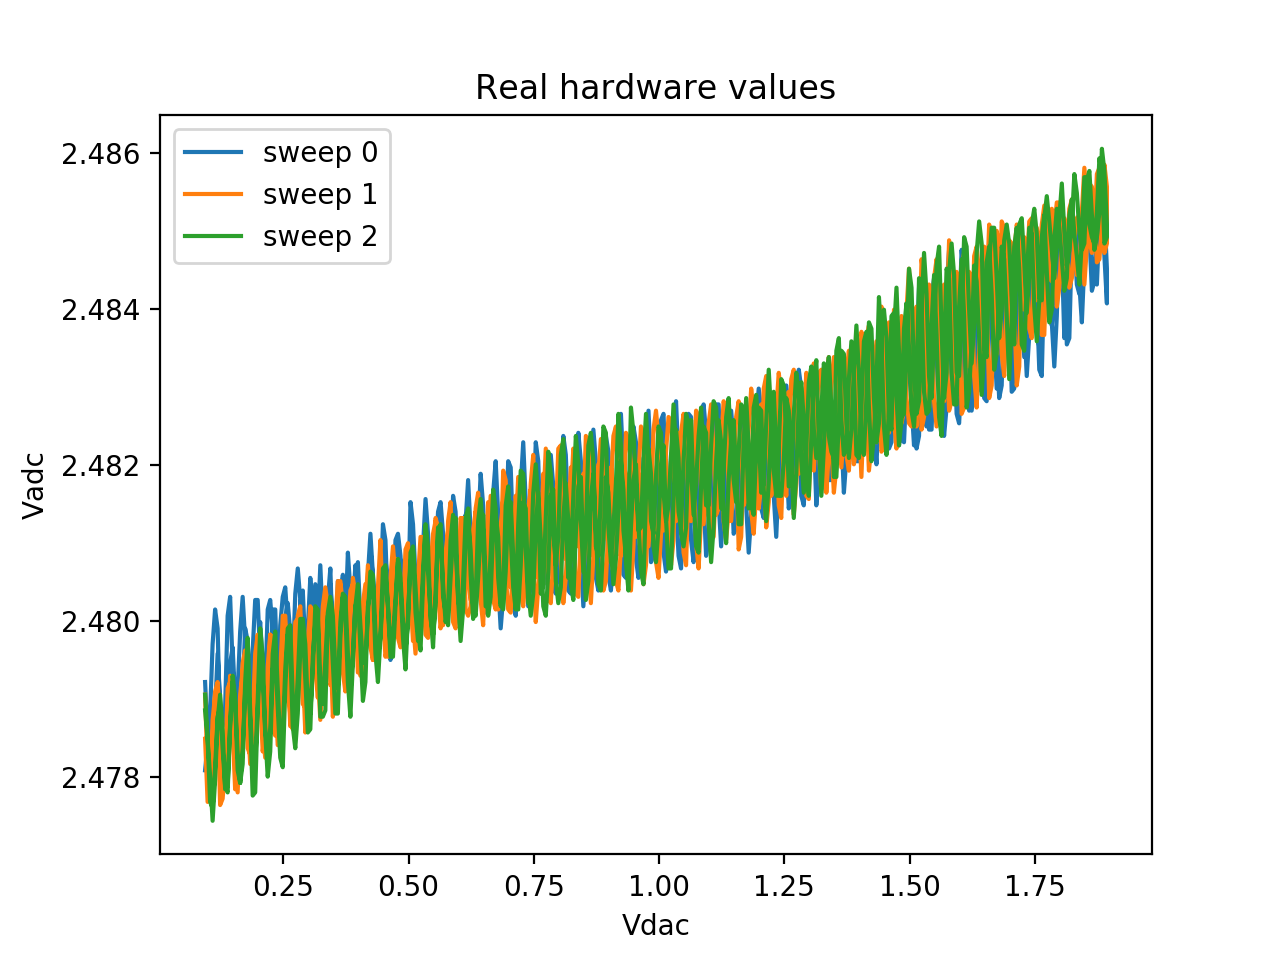 Real hardware values
sweep 0
sweep 1
sweep 2
2.486
2.484
2.482
2.480
2.478
Vadc
0.25 0.50 0.75 1.00 1.25 1.50 1.75
Vdac